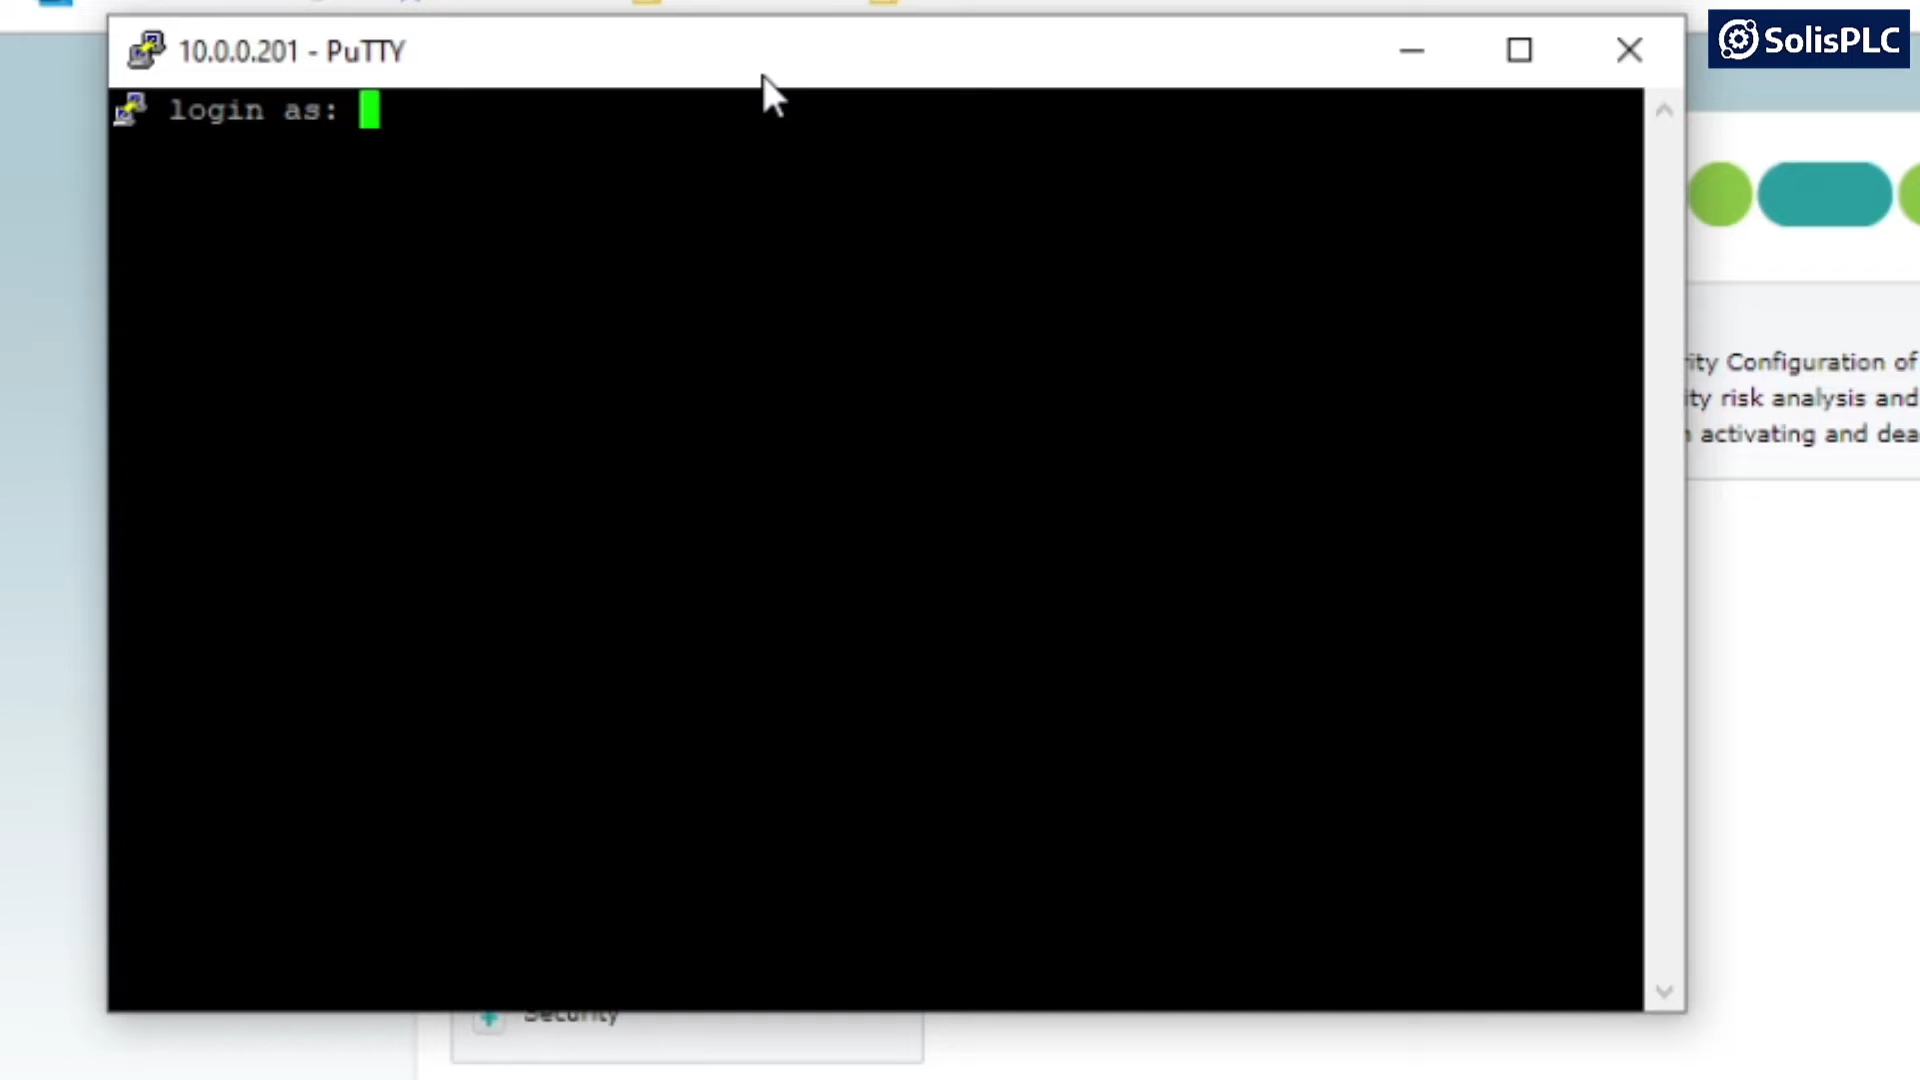 10.0.0.201 - PuTTY
SolisPLC
login as:
ity Configuration of
ity risk analysis and
activating and dea
Security